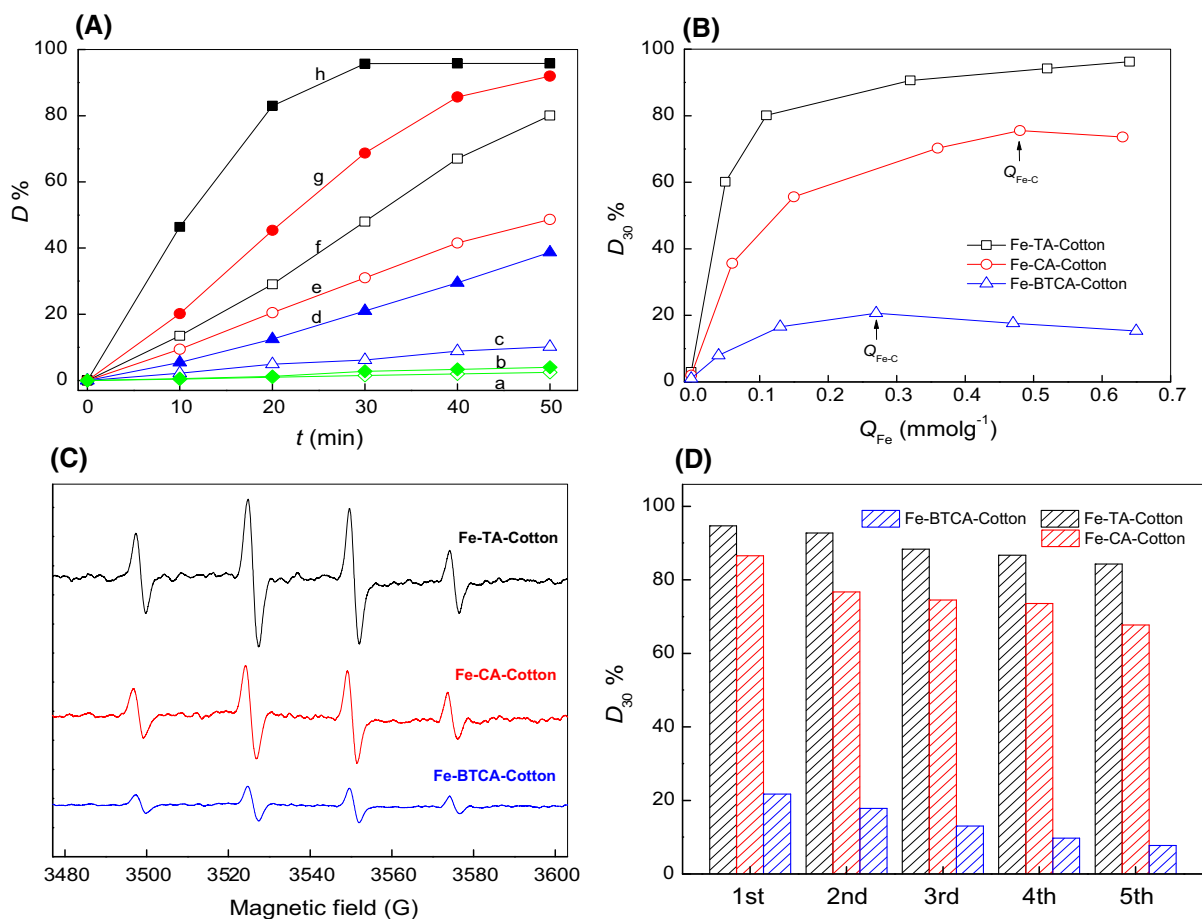 (A)
100
80
60
40
20
0
D %
h
g
f
e
d
c
b
a
0 10 20 30 40 50
t (min)
(B)
100
80
60
40
20
0
D30 %
QFe-C
Fe-TA-Cotton
Fe-CA-Cotton
Fe-BTCA-Cotton
QFe-C
0.0 0.1 0.2 0.3 0.4 0.5 0.6 0.7
QFe (mmolg-1)
(C)
Fe-TA-Cotton
Fe-CA-Cotton
Fe-BTCA-Cotton
3480 3500 3520 3540 3560 3580 3600
Magnetic field (G)
(D)
100
80
60
40
20
0
D30 %
Fe-BTCA-Cotton Fe-TA-Cotton
Fe-CA-Cotton
1st 2nd 3rd 4th 5th